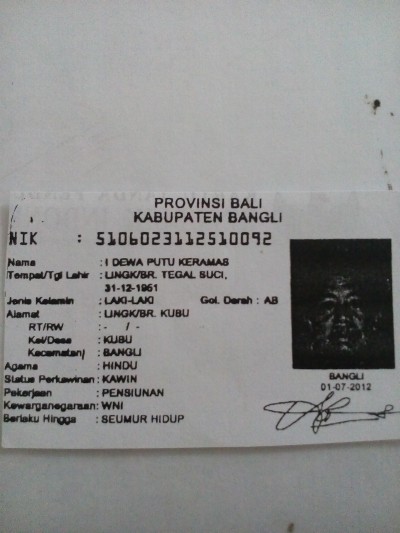 PROVINSI BALI
KABUPATEN BANGLI
NIK : 5106023112510092
Nama : I DEWA PUTU KERAMAS
Tempat/Tgl Lahir : LINGK/BR. TEGAL SUCI,
31-12-1951
Jenis Kelamin : LAKI-LAKI Gol. Darah : AB
Alamat : LINGK/BR. KUBU
RT/RW : - / -
Kel/Desa : KUBU
Kecamatan : BANGLI
Agama : HINDU
Status Perkawinan : KAWIN
Pekerjaan : PENSIUNAN
Kewarganegaraan : WNI
Berlaku Hingga : SEUMUR HIDUP
BANGLI
01-07-2012